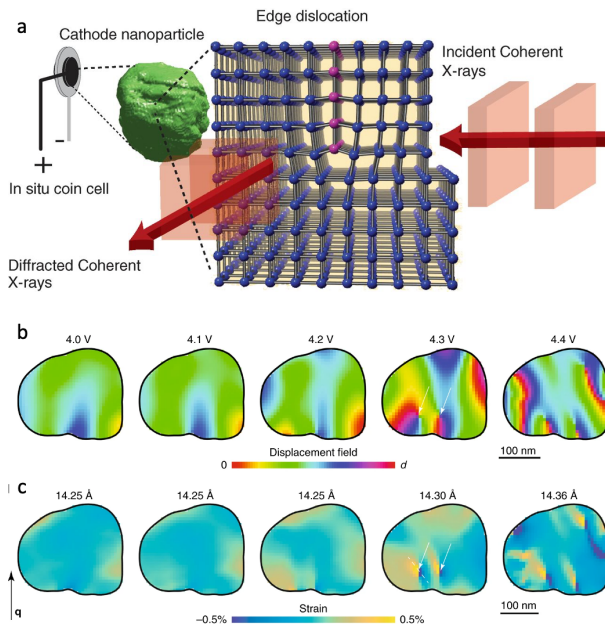 a
Edge dislocation
Cathode nanoparticle
Incident Coherent
X-rays
–
+
In situ coin cell
Diffracted Coherent
X-rays
b
4.0 V 4.1 V 4.2 V 4.3 V 4.4 V
Displacement field
0 d
100 nm
c
14.25 Å 14.25 Å 14.25 Å 14.30 Å 14.36 Å
q
Strain
–0.5% 0.5%
100 nm